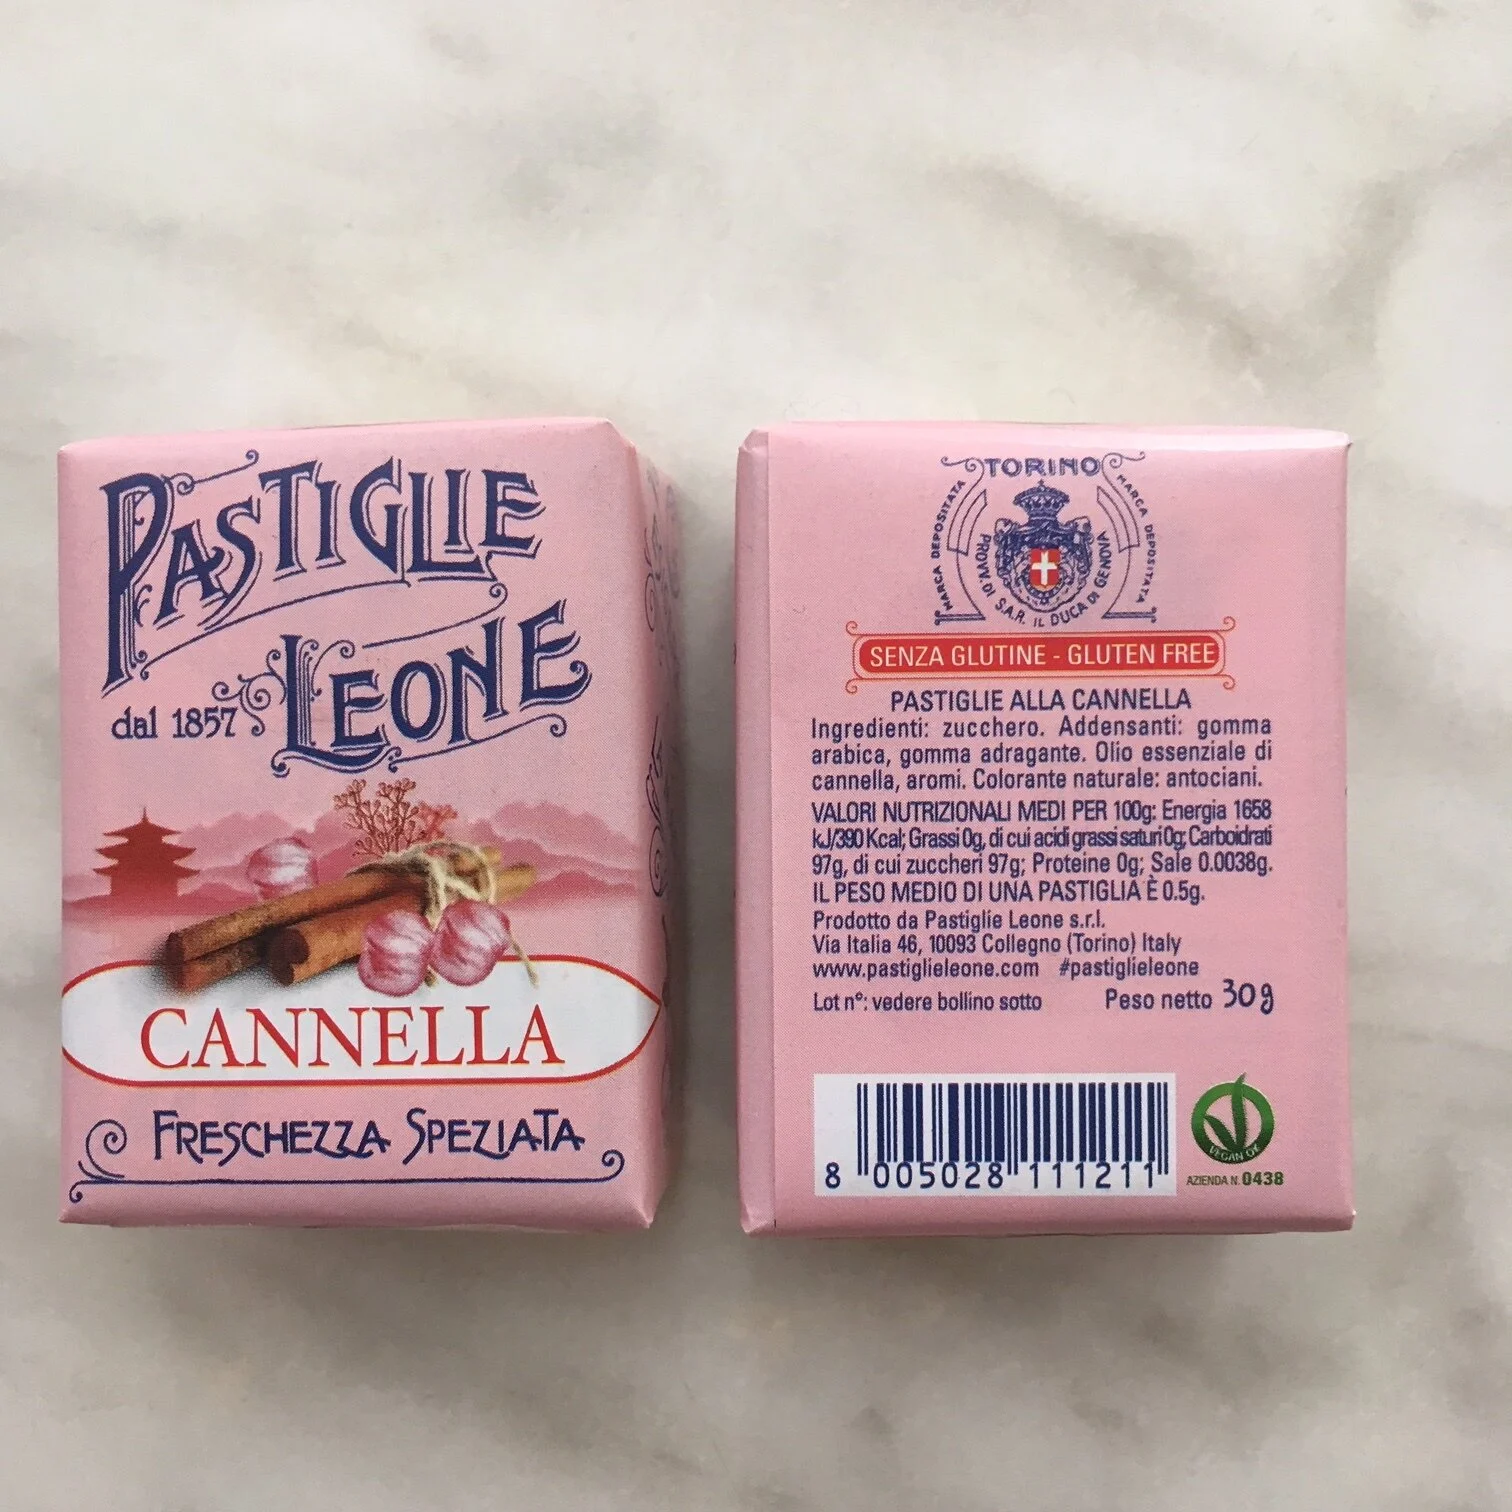 PASTIGLIE
LEONE
dal 1857
CANNELLA
FRESCHEZZA SPEZIATA
TORINO
MARCA DEPOSITATA
MARCA DEPOSITATA
PROVV. DI S.A.R. IL DUCA DI GENOVA
SENZA GLUTINE - GLUTEN FREE
PASTIGLIE ALLA CANNELLA
Ingredienti: zucchero. Addensanti: gomma
arabica, gomma adragante. Olio essenziale di
cannella, aromi. Colorante naturale: antociani.
VALORI NUTRIZIONALI MEDI PER 100g: Energia 1658
kJ/390 Kcal; Grassi 0g, di cui acidi grassi saturi 0g; Carboidrati
97g, di cui zuccheri 97g; Proteine 0g; Sale 0.0038g.
IL PESO MEDIO DI UNA PASTIGLIA È 0.5g.
Prodotto da Pastiglie Leone s.r.l.
Via Italia 46, 10093 Collegno (Torino) Italy
www.pastiglieleone.com #pastiglieleone
Lot n°: vedere bollino sotto Peso netto 30g
8 005028 111211
VEGAN OK
AZIENDA N. 0438